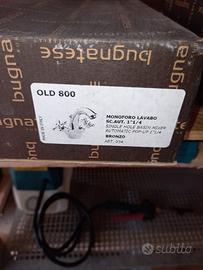 bugnatese
OLD 800
MONOFORO LAVABO
SC.AUT. 1"1/4
SINGLE HOLE BASIN MIXER
AUTOMATIC POP-UP 1"1/4
BRONZO
subito